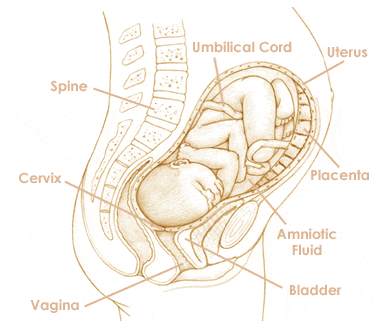 Umbilical Cord
Uterus
Spine
Placenta
Cervix
Amniotic
Fluid
Bladder
Vagina